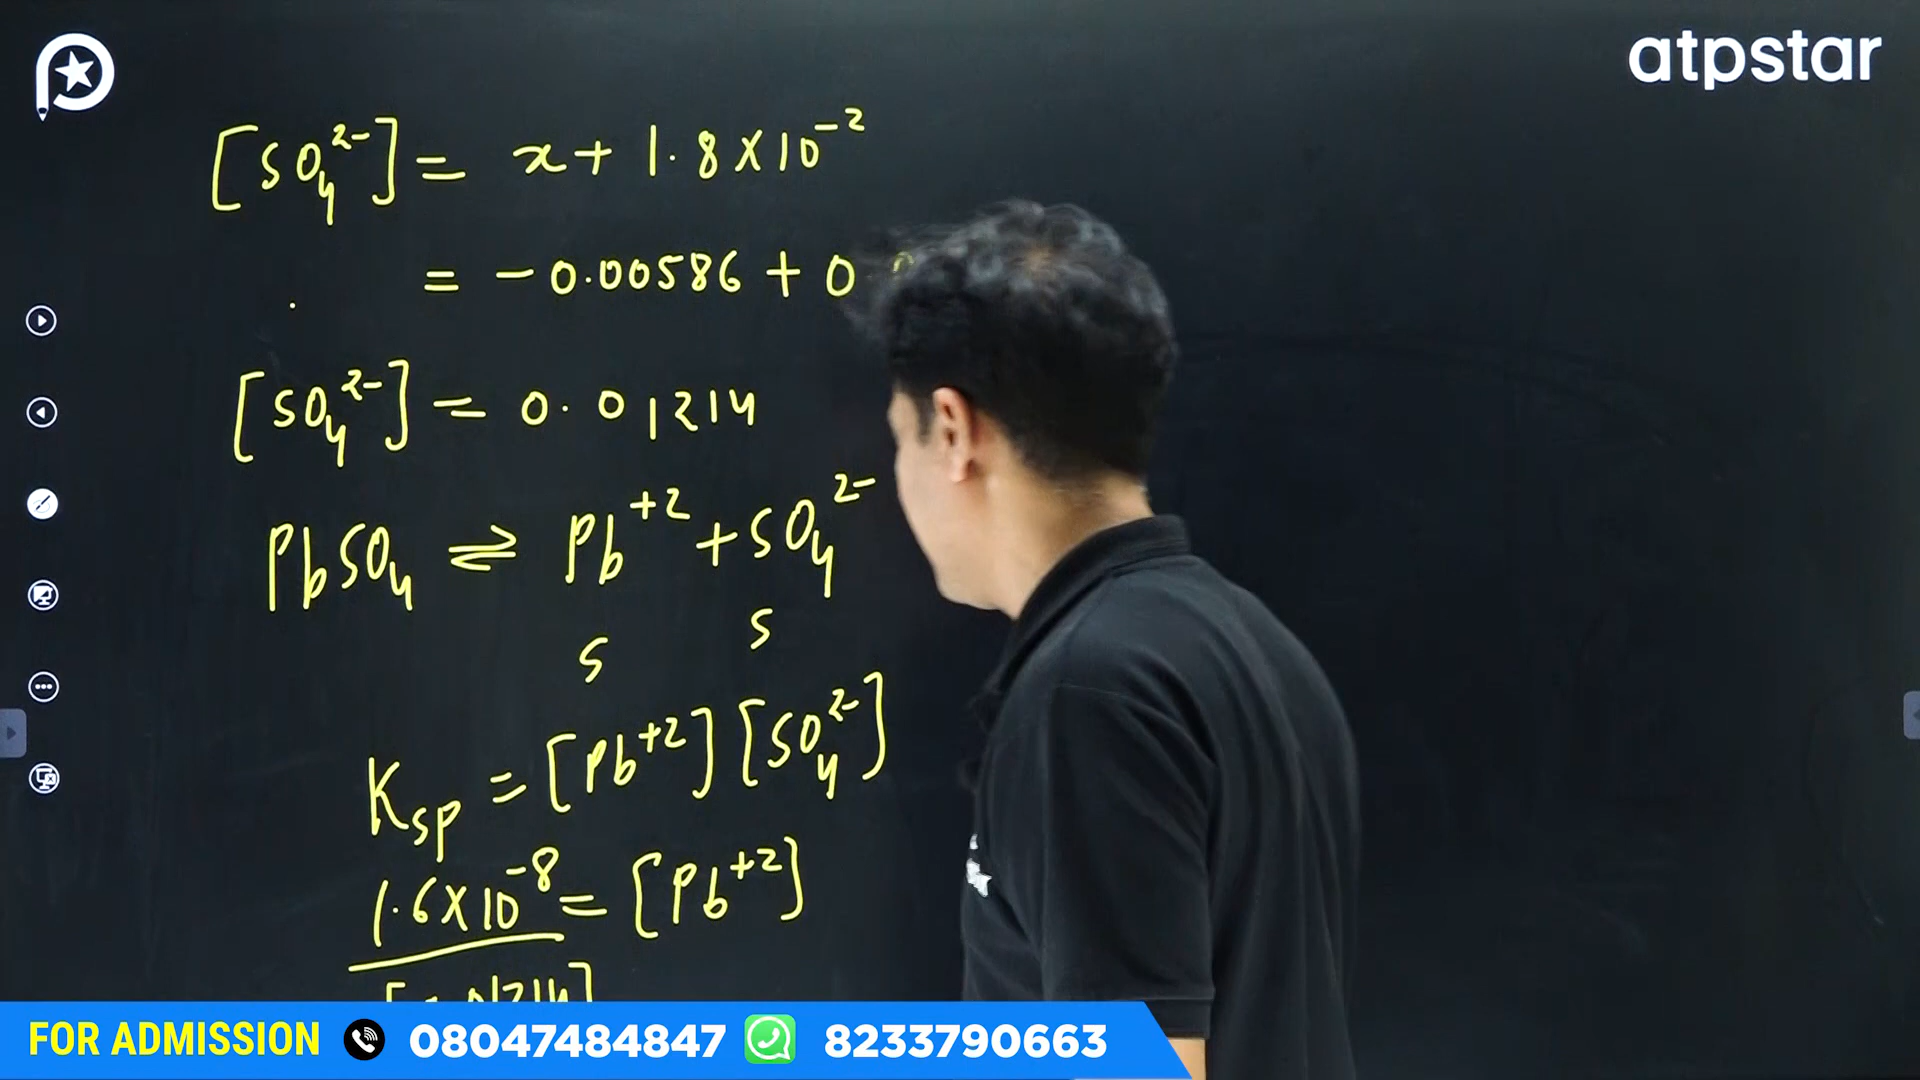 atpstar
[SO₄²⁻] = x + 1.8 × 10⁻²
= - 0.00586 + 0
[SO₄²⁻] = 0.01214
PbSO₄ ⇌ Pb⁺² + SO₄²⁻
s s
Ksp = [Pb⁺²] [SO₄²⁻]
1.6 × 10⁻⁸ = [Pb⁺²]
FOR ADMISSION 08047484847 8233790663